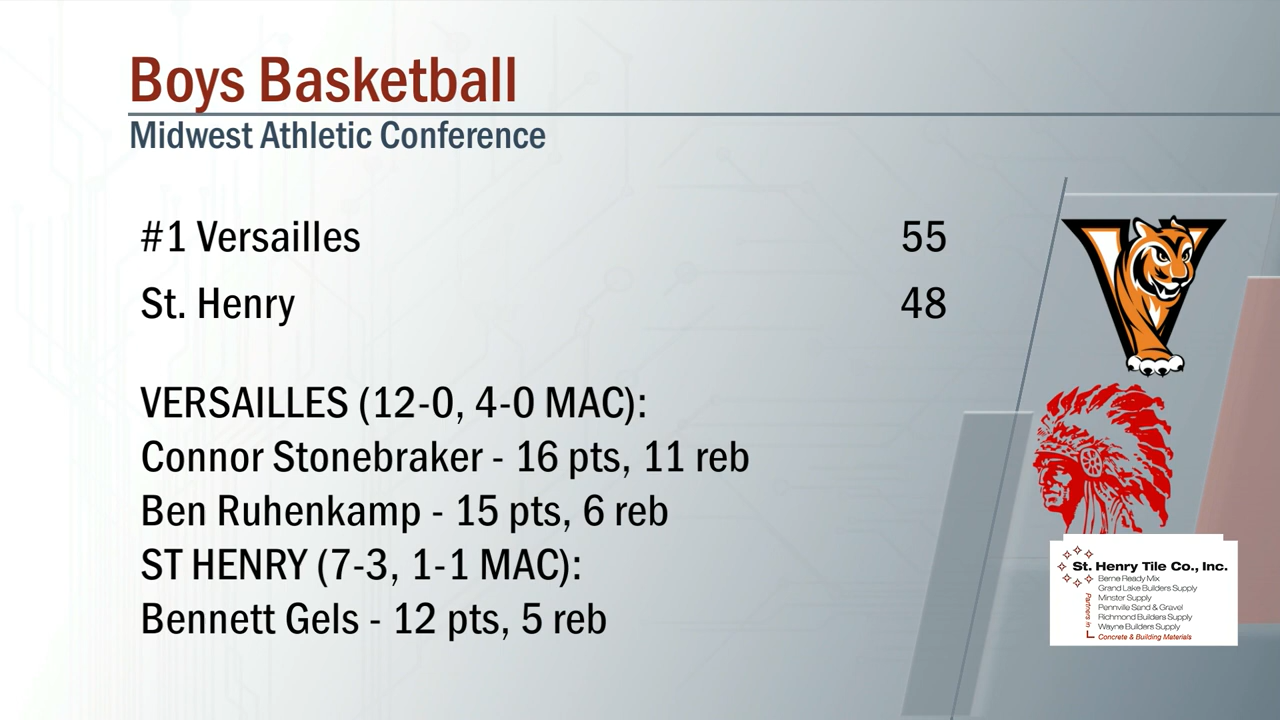 Boys Basketball
Midwest Athletic Conference
#1 Versailles 55
St. Henry 48
VERSAILLES (12-0, 4-0 MAC):
Connor Stonebraker - 16 pts, 11 reb
Ben Ruhenkamp - 15 pts, 6 reb
ST HENRY (7-3, 1-1 MAC):
Bennett Gels - 12 pts, 5 reb
V
St. Henry Tile Co., Inc.
Berne Ready Mix
Grand Lake Builders Supply
Minster Supply
Pennville Sand & Gravel
Richmond Builders Supply
Wayne Builders Supply
Partners in
Concrete & Building Materials